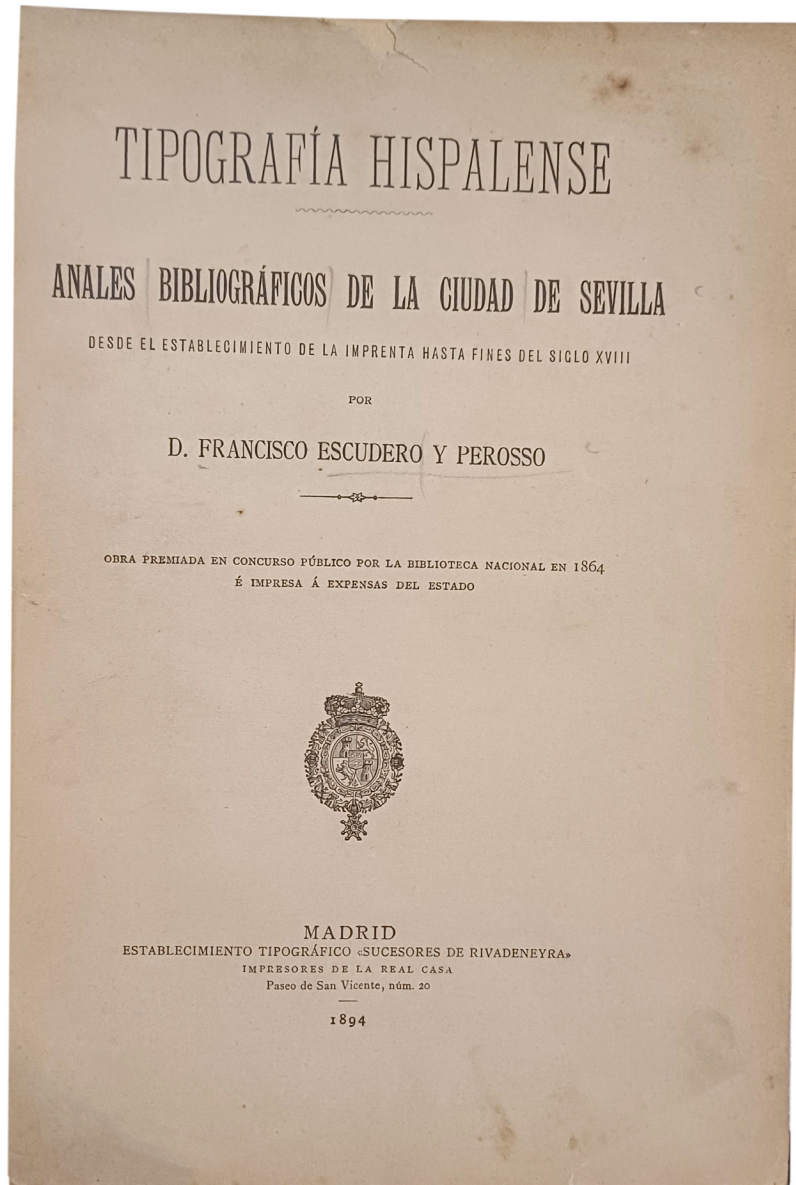 TIPOGRAFÍA HISPALENSE
ANALES BIBLIOGRÁFICOS DE LA CIUDAD DE SEVILLA
DESDE EL ESTABLECIMIENTO DE LA IMPRENTA HASTA FINES DEL SIGLO XVIII
POR
D. FRANCISCO ESCUDERO Y PEROSSO
OBRA PREMIADA EN CONCURSO PÚBLICO POR LA BIBLIOTECA NACIONAL EN 1864
É IMPRESA Á EXPENSAS DEL ESTADO
MADRID
ESTABLECIMIENTO TIPOGRÁFICO «SUCESORES DE RIVADENEYRA»
IMPRESORES DE LA REAL CASA
Paseo de San Vicente, núm. 20
1894